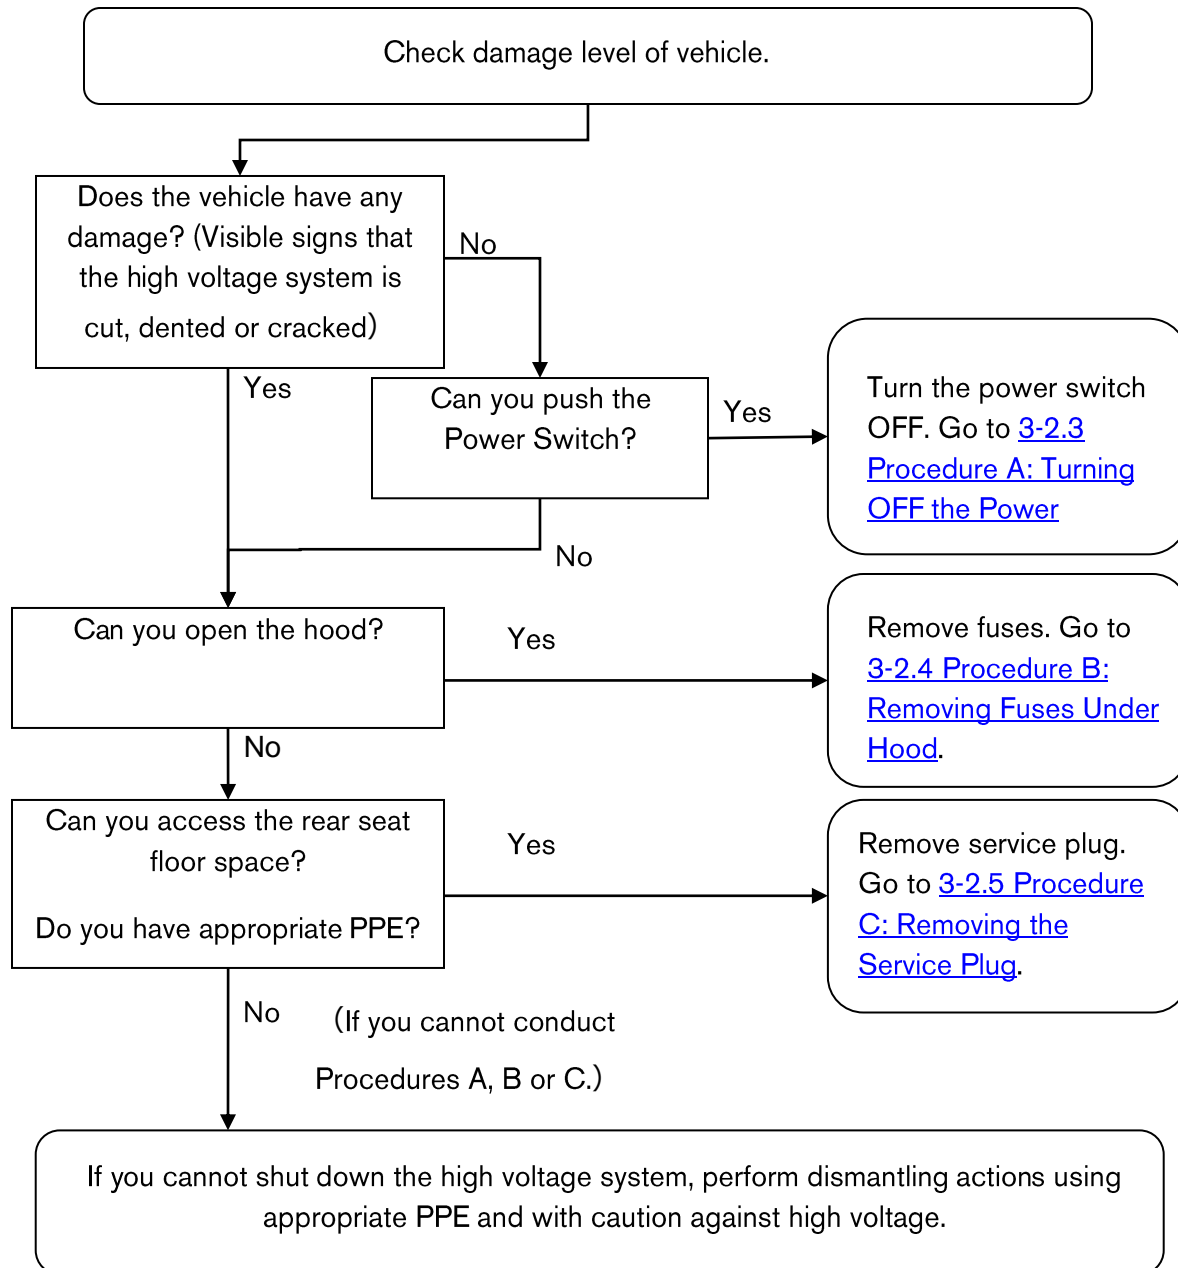 Check damage level of vehicle.
Does the vehicle have any
damage? (Visible signs that
the high voltage system is
cut, dented or cracked)
No
Yes
Can you push the
Power Switch?
Yes
Turn the power switch
OFF. Go to 3-2.3
Procedure A: Turning
OFF the Power
No
Can you open the hood?
Yes
Remove fuses. Go to
3-2.4 Procedure B:
Removing Fuses Under
Hood.
No
Can you access the rear seat
floor space?
Do you have appropriate PPE?
Yes
Remove service plug.
Go to 3-2.5 Procedure
C: Removing the
Service Plug.
No
(If you cannot conduct
Procedures A, B or C.)
If you cannot shut down the high voltage system, perform dismantling actions using
appropriate PPE and with caution against high voltage.